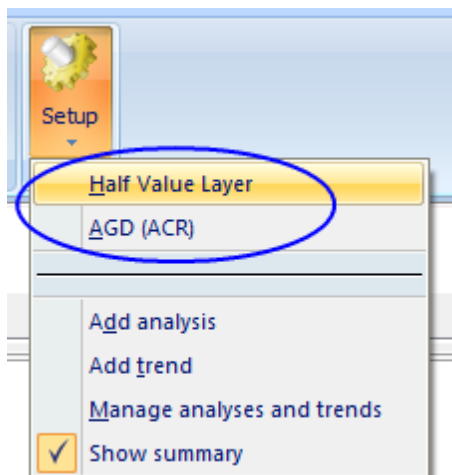 Setup
Half Value Layer
AGD (ACR)
Add analysis
Add trend
Manage analyses and trends
Show summary